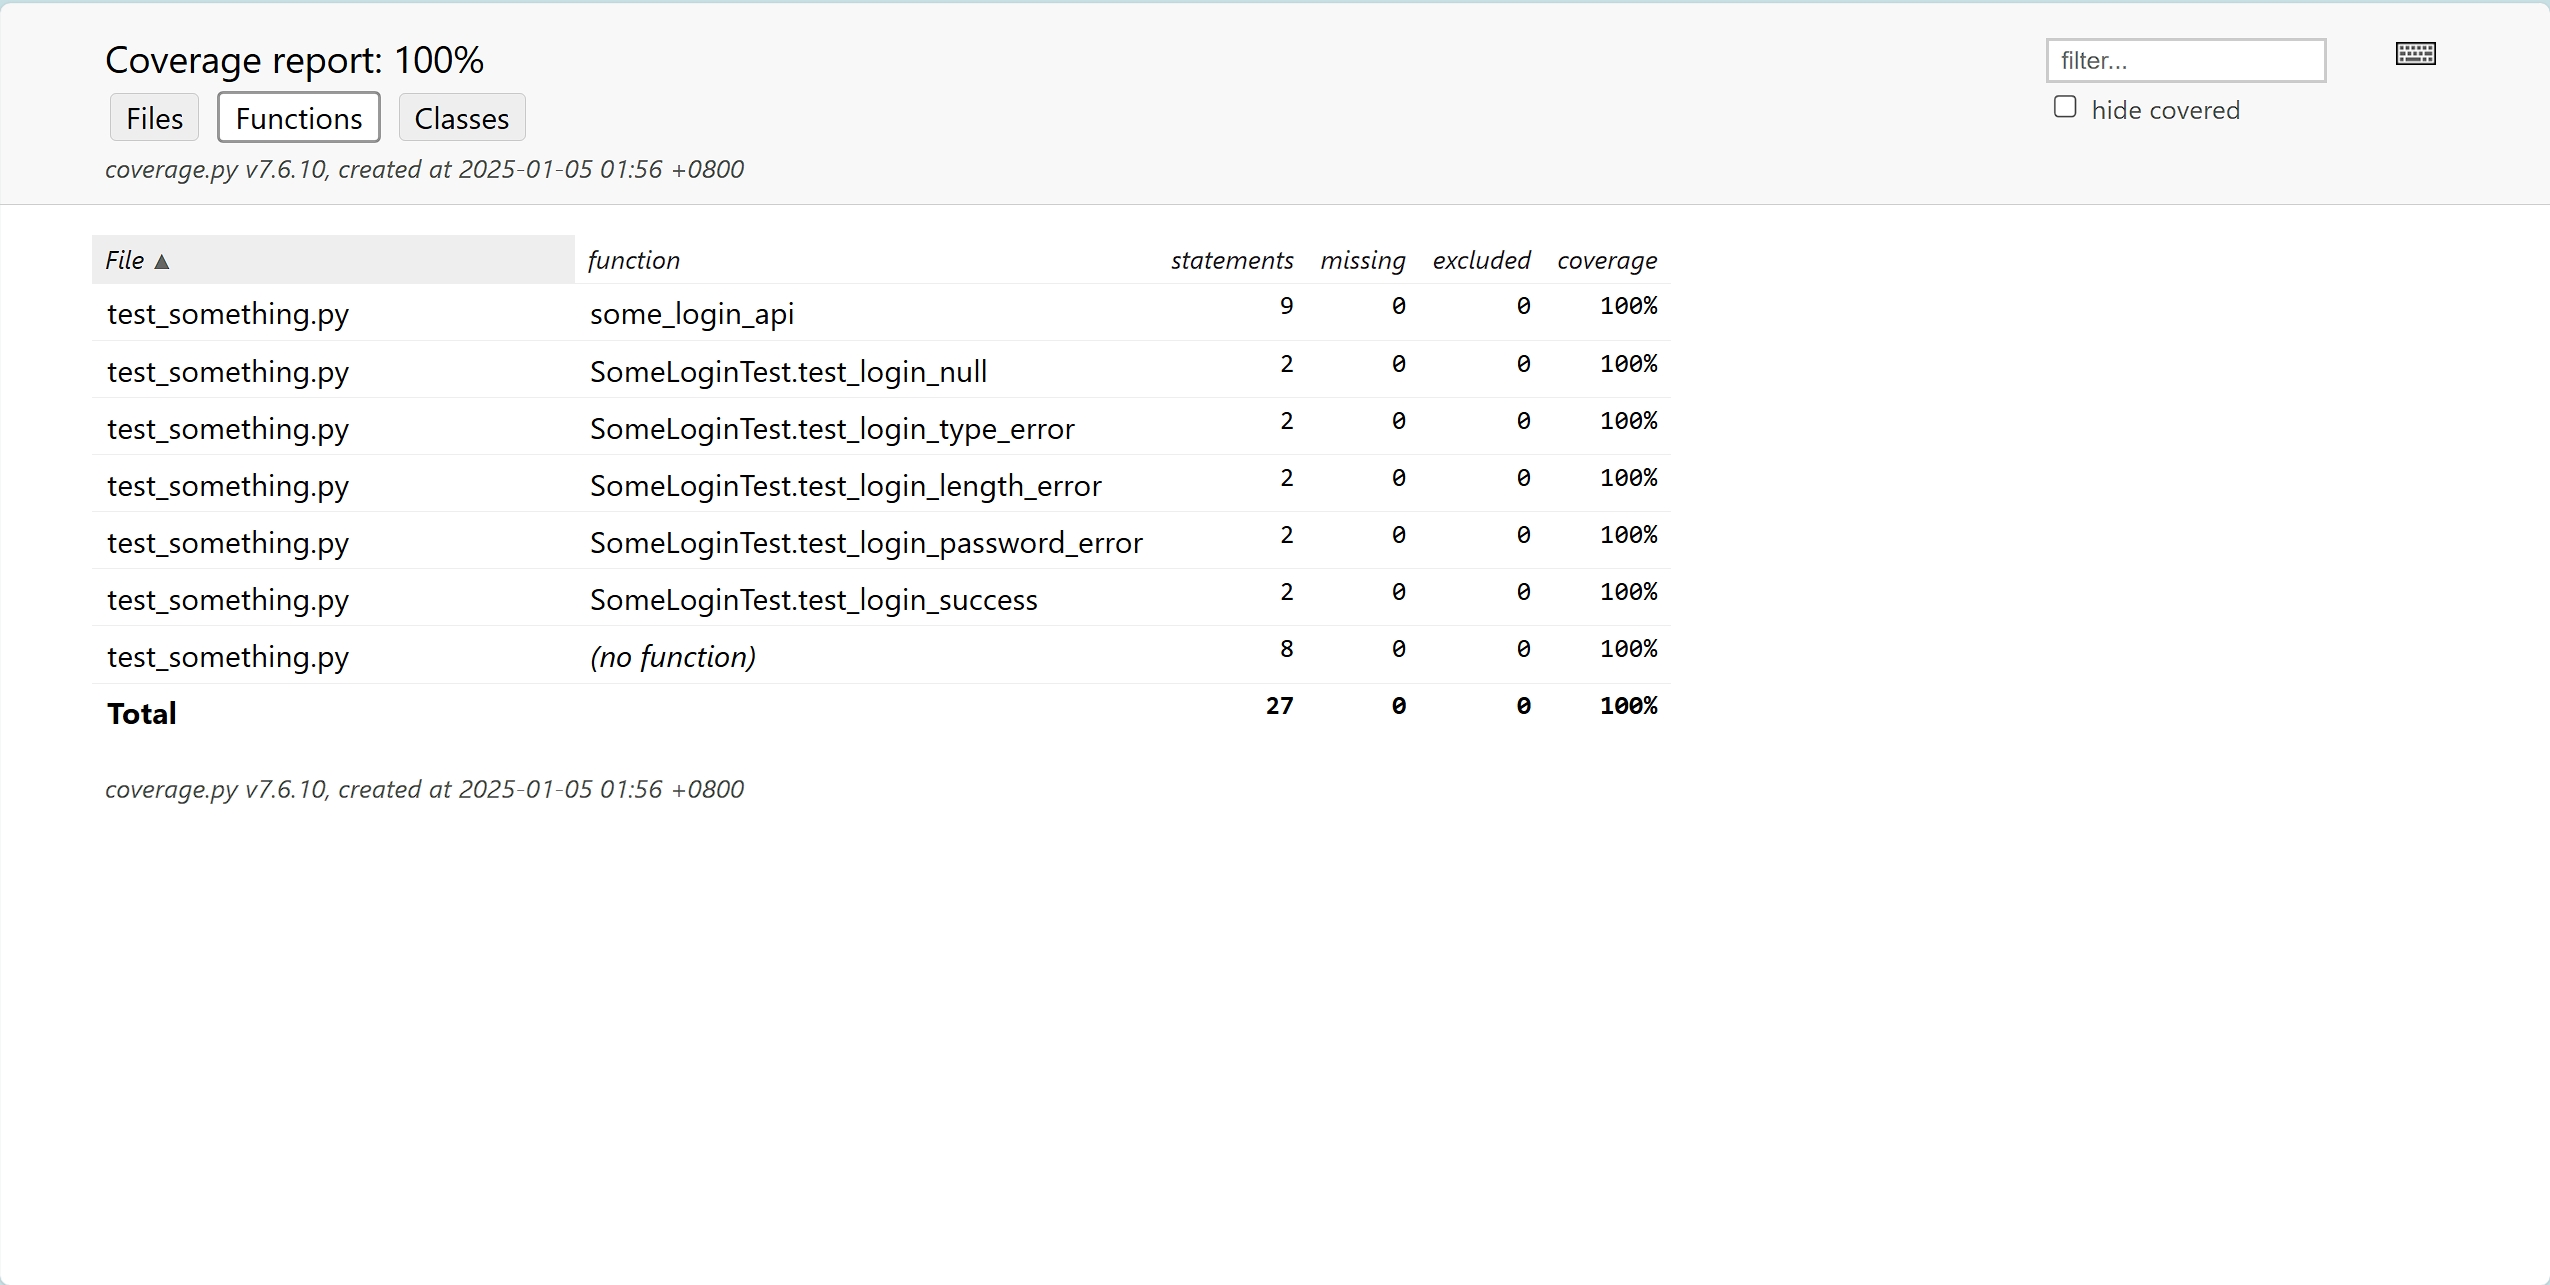 Coverage report: 100%
filter...
hide covered
Files Functions Classes
coverage.py v7.6.10, created at 2025-01-05 01:56 +0800
File ▲ function statements missing excluded coverage
test_something.py some_login_api 9 0 0 100%
test_something.py SomeLoginTest.test_login_null 2 0 0 100%
test_something.py SomeLoginTest.test_login_type_error 2 0 0 100%
test_something.py SomeLoginTest.test_login_length_error 2 0 0 100%
test_something.py SomeLoginTest.test_login_password_error 2 0 0 100%
test_something.py SomeLoginTest.test_login_success 2 0 0 100%
test_something.py (no function) 8 0 0 100%
Total 27 0 0 100%
coverage.py v7.6.10, created at 2025-01-05 01:56 +0800